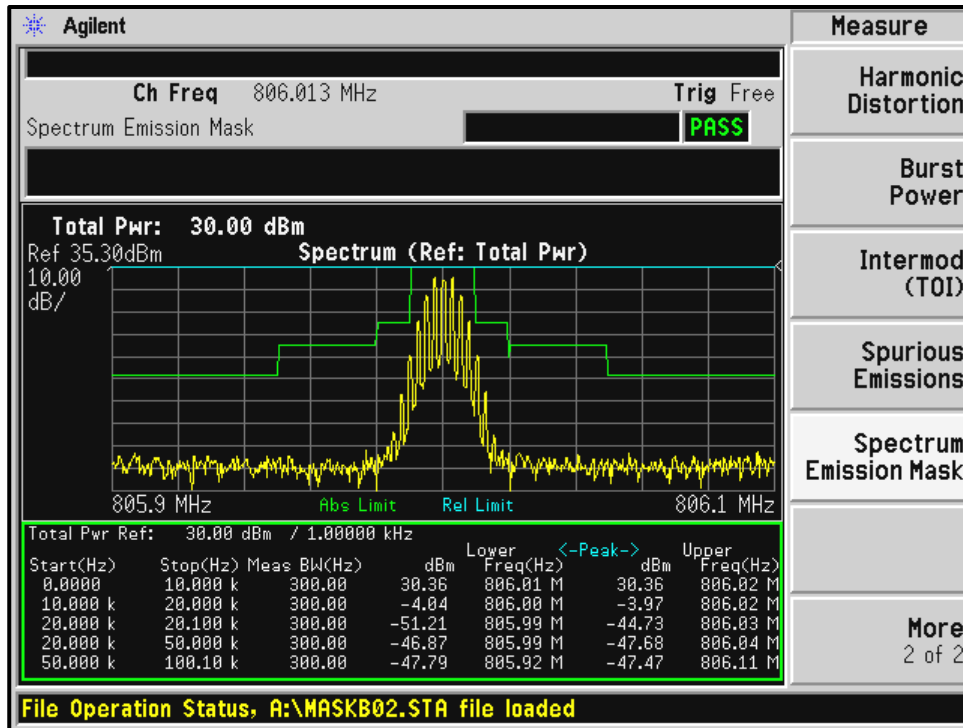 Agilent
Measure
Ch Freq 806.013 MHz Trig Free
Spectrum Emission Mask PASS
Harmonic
Distortion
Burst
Power
Intermod
(TOI)
Spurious
Emissions
Spectrum
Emission Mask
More
2 of 2
Total Pwr: 30.00 dBm
Ref 35.30dBm Spectrum (Ref: Total Pwr)
10.00
dB/
805.9 MHz Abs Limit Rel Limit 806.1 MHz
Total Pwr Ref: 30.00 dBm / 1.00000 kHz
Lower <-Peak-> Upper
Start(Hz) Stop(Hz) Meas BW(Hz) dBm Freq(Hz) dBm Freq(Hz)
0.0000 10.000 k 300.00 30.36 806.01 M 30.36 806.02 M
10.000 k 20.000 k 300.00 -4.04 806.00 M -3.97 806.02 M
20.000 k 20.100 k 300.00 -51.21 805.99 M -44.73 806.03 M
20.000 k 50.000 k 300.00 -46.87 805.99 M -47.68 806.04 M
50.000 k 100.10 k 300.00 -47.79 805.92 M -47.47 806.11 M
File Operation Status, A:\MASKB02.STA file loaded